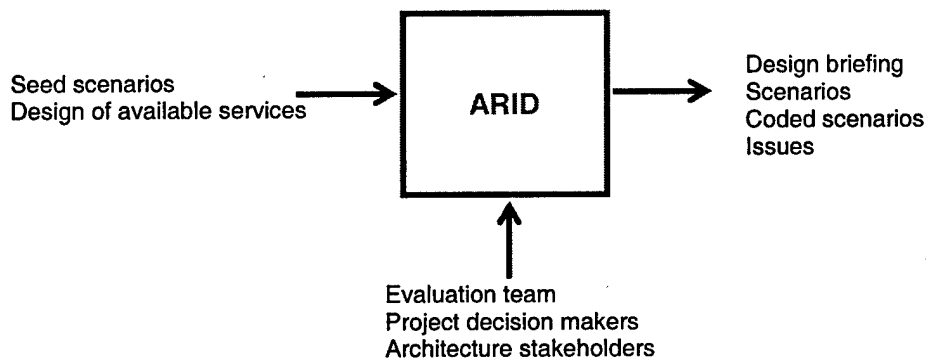 Seed scenarios
Design of available services
ARID
Design briefing
Scenarios
Coded scenarios
Issues
Evaluation team
Project decision makers
Architecture stakeholders